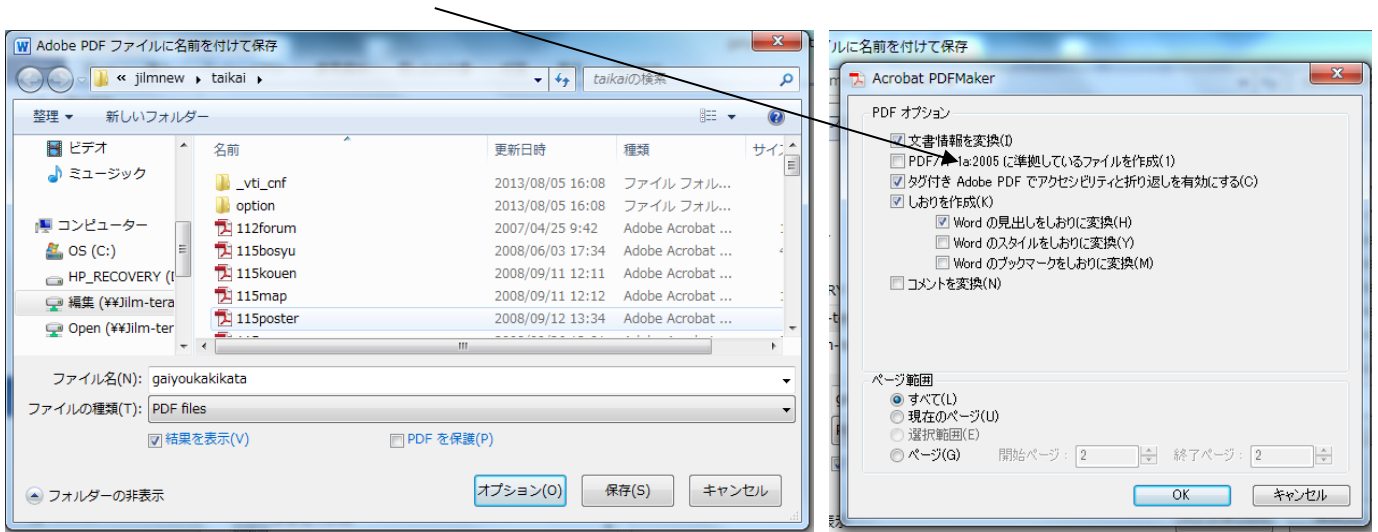 Adobe PDF ファイルに名前を付けて保存
« jilmnew ▸ taikai ▸
taikaiの検索
整理 ▼ 新しいフォルダー
名前 更新日時 種類
ビデオ
ミュージック
コンピューター
OS (C:)
HP_RECOVERY (
編集 (¥¥Jilm-tera
Open (¥¥Jilm-ter
_vti_cnf 2013/08/05 16:08 ファイル フォル...
option 2013/08/05 16:08 ファイル フォル...
112forum 2007/04/25 9:42 Adobe Acrobat ...
115bosyu 2008/06/03 17:34 Adobe Acrobat ...
115kouen 2008/09/11 12:11 Adobe Acrobat ...
115map 2008/09/11 12:12 Adobe Acrobat ...
115poster 2008/09/12 13:34 Adobe Acrobat ...
ファイル名(N): gaiyoukakikata
ファイルの種類(T): PDF files
結果を表示(V) PDF を保護(P)
フォルダーの非表示
オプション(O) 保存(S) キャンセル
ルに名前を付けて保存
Acrobat PDFMaker
PDF オプション
文書情報を変換(I)
1a:2005 に準拠しているファイルを作成(1)
タグ付き Adobe PDF でアクセシビリティと折り返しを有効にする(C)
しおりを作成(K)
Word の見出しをしおりに変換(H)
Word のスタイルをしおりに変換(Y)
Word のブックマークをしおりに変換(M)
コメントを変換(N)
ページ範囲
すべて(L)
現在のページ(U)
選択範囲(E)
ページ(G) 開始ページ : 2 終了ページ : 2
OK キャンセル